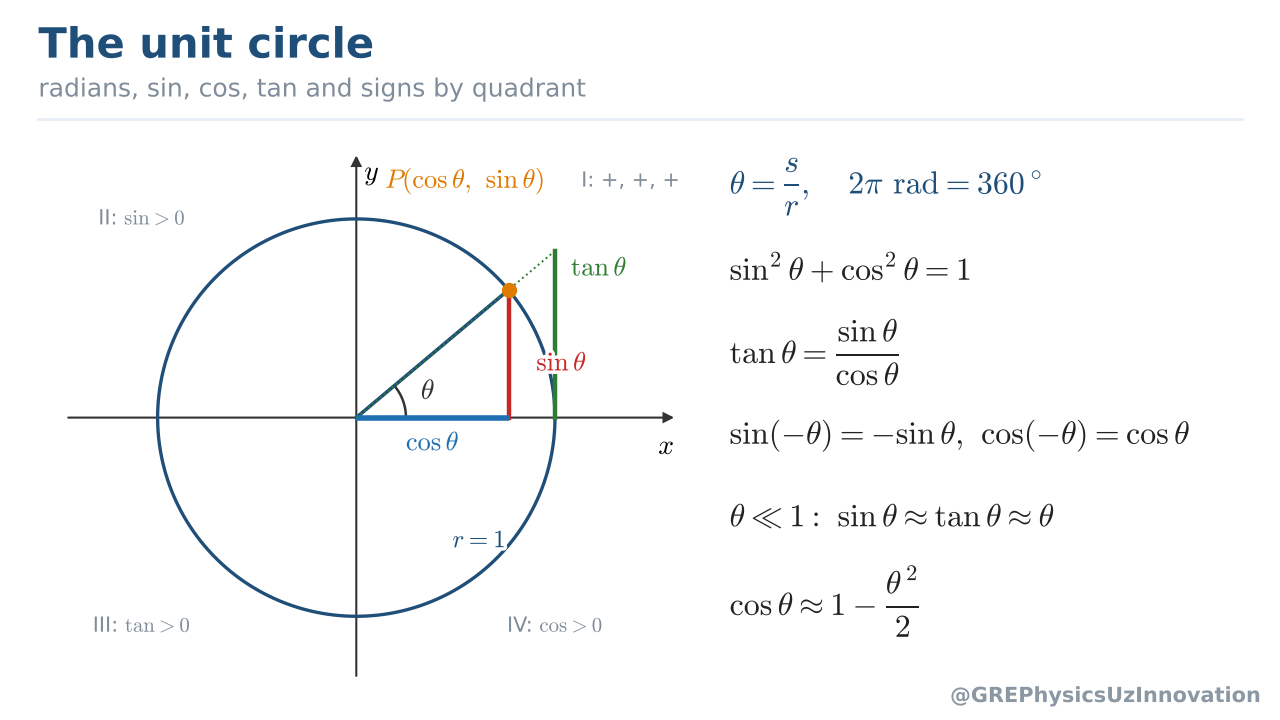 The unit circle
radians, sin, cos, tan and signs by quadrant
y
P(cos θ, sin θ)
I: +, +, +
II: sin > 0
tan θ
sin θ
θ
cos θ
x
r = 1
III: tan > 0
IV: cos > 0
θ = s/r, 2π rad = 360°
sin² θ + cos² θ = 1
tan θ = sin θ / cos θ
sin(−θ) = −sin θ, cos(−θ) = cos θ
θ ≪ 1 : sin θ ≈ tan θ ≈ θ
cos θ ≈ 1 − θ²/2
@GREPhysicsUzInnovation